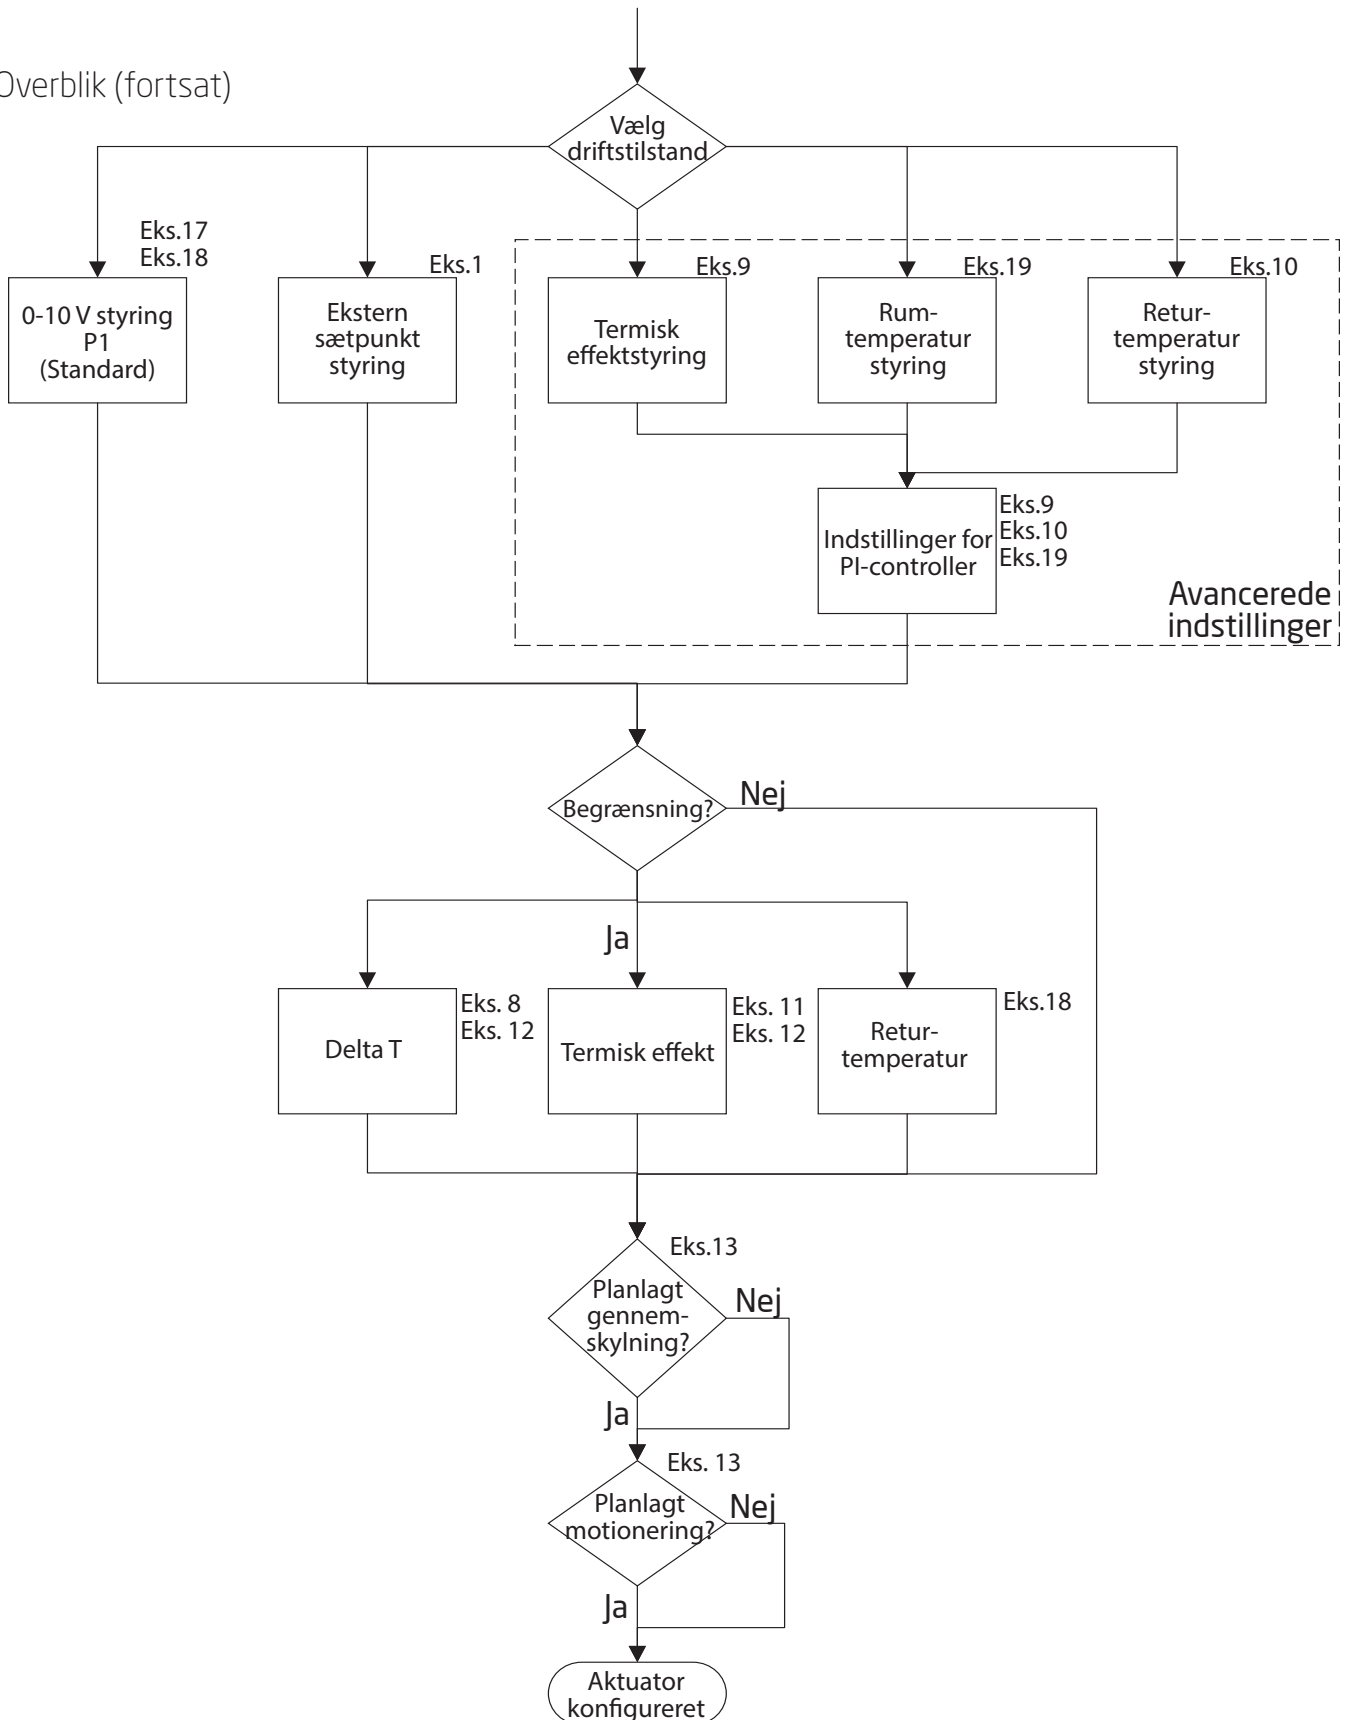 Overblik (fortsat)
Vælg
driftstilstand
Eks.17
Eks.18
0-10 V styring
P1
(Standard)
Eks.1
Ekstern
sætpunkt
styring
Eks.9
Termisk
effektstyring
Eks.19
Rum-
temperatur
styring
Eks.10
Retur-
temperatur
styring
Indstillinger for
PI-controller
Eks.9
Eks.10
Eks.19
Avancerede
indstillinger
Begrænsning?
Nej
Ja
Delta T
Eks. 8
Eks. 12
Termisk effekt
Eks. 11
Eks. 12
Retur-
temperatur
Eks.18
Eks.13
Planlagt
gennem-
skylning?
Nej
Ja
Eks. 13
Planlagt
motionering?
Nej
Ja
Aktuator
konfigureret